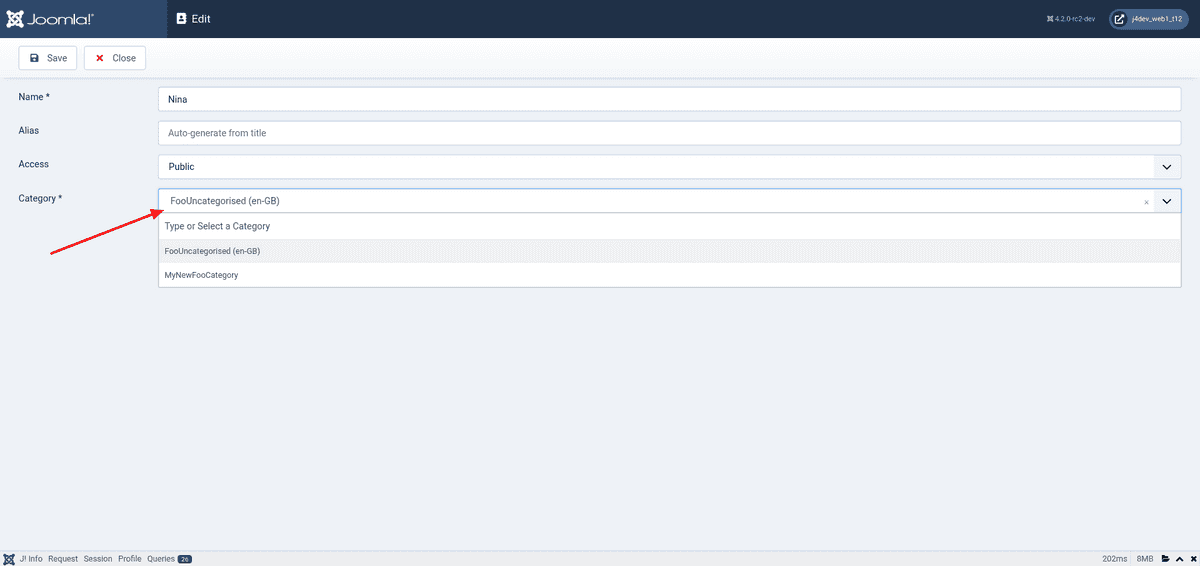 Joomla!® Edit 4.2.0-rc2-dev j4dev_web1_t12
Save Close
Name * Nina
Alias Auto-generate from title
Access Public
Category * FooUncategorised (en-GB) ×
Type or Select a Category
FooUncategorised (en-GB)
MyNewFooCategory
J! Info Request Session Profile Queries 26 202ms 8MB